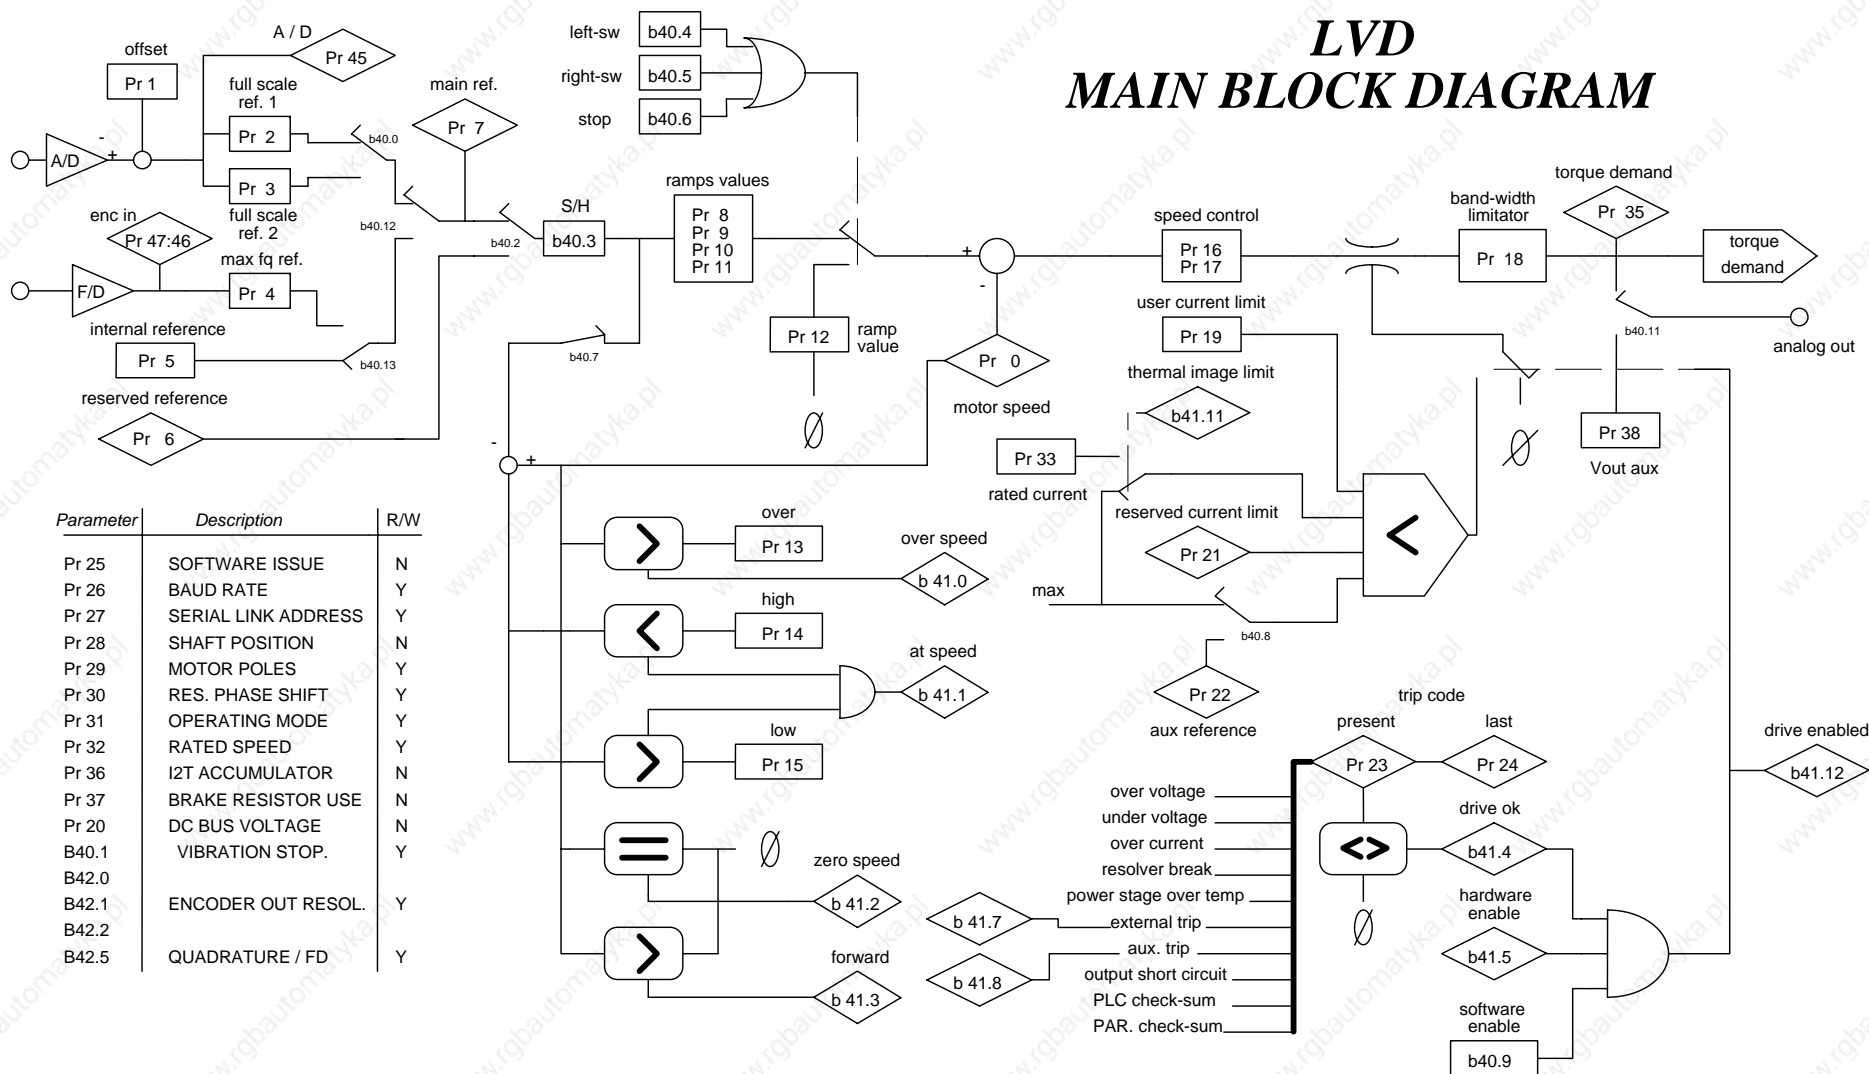 LVD
MAIN BLOCK DIAGRAM
left-sw
b40.4
right-sw
b40.5
stop
b40.6
A / D
Pr 45
offset
Pr 1
full scale
ref. 1
Pr 2
b40.0
main ref.
Pr 7
-
+
A/D
Pr 3
full scale
ref. 2
enc in
Pr 47:46
b40.12
max fq ref.
F/D
Pr 4
b40.2
S/H
b40.3
ramps values
Pr 8
Pr 9
Pr 10
Pr 11
internal reference
Pr 5
b40.13
b40.7
reserved reference
Pr 6
Pr 12
ramp
value
Ø
+
-
Pr 0
motor speed
speed control
Pr 16
Pr 17
band-width
limitator
Pr 18
torque demand
Pr 35
torque
demand
b40.11
analog out
user current limit
Pr 19
thermal image limit
b41.11
Pr 33
rated current
reserved current limit
Pr 21
<
max
b40.8
Pr 22
aux reference
Ø
Pr 38
Vout aux
-
+
>
over
Pr 13
over speed
b 41.0
<
high
Pr 14
at speed
b 41.1
>
low
Pr 15
=
Ø
zero speed
b 41.2
>
forward
b 41.3
Parameter Description R/W
Pr 25 SOFTWARE ISSUE N
Pr 26 BAUD RATE Y
Pr 27 SERIAL LINK ADDRESS Y
Pr 28 SHAFT POSITION N
Pr 29 MOTOR POLES Y
Pr 30 RES. PHASE SHIFT Y
Pr 31 OPERATING MODE Y
Pr 32 RATED SPEED Y
Pr 36 I2T ACCUMULATOR N
Pr 37 BRAKE RESISTOR USE N
Pr 20 DC BUS VOLTAGE N
B40.1 VIBRATION STOP. Y
B42.0
B42.1 ENCODER OUT RESOL. Y
B42.2
B42.5 QUADRATURE / FD Y
trip code
present
last
Pr 23
Pr 24
over voltage
under voltage
over current
resolver break
power stage over temp
b 41.7
external trip
b 41.8
aux. trip
output short circuit
PLC check-sum
PAR. check-sum
<>
Ø
drive ok
b41.4
hardware
enable
b41.5
software
enable
b40.9
drive enabled
b41.12
www.rgbautomatyka.pl